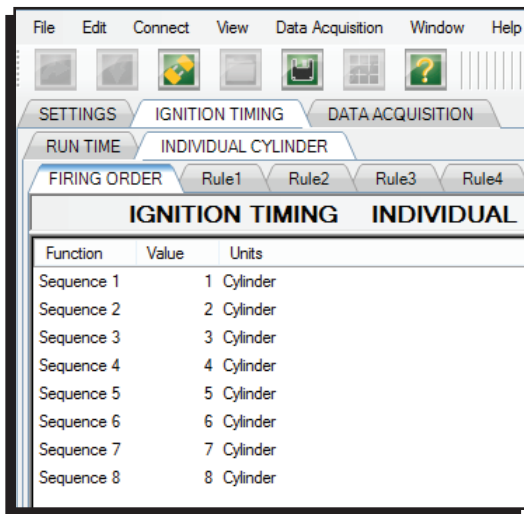 File Edit Connect View Data Acquisition Window Help
?
SETTINGS IGNITION TIMING DATA ACQUISITION
RUN TIME INDIVIDUAL CYLINDER
FIRING ORDER Rule1 Rule2 Rule3 Rule4
IGNITION TIMING INDIVIDUAL
Function Value Units
Sequence 1 1 Cylinder
Sequence 2 2 Cylinder
Sequence 3 3 Cylinder
Sequence 4 4 Cylinder
Sequence 5 5 Cylinder
Sequence 6 6 Cylinder
Sequence 7 7 Cylinder
Sequence 8 8 Cylinder